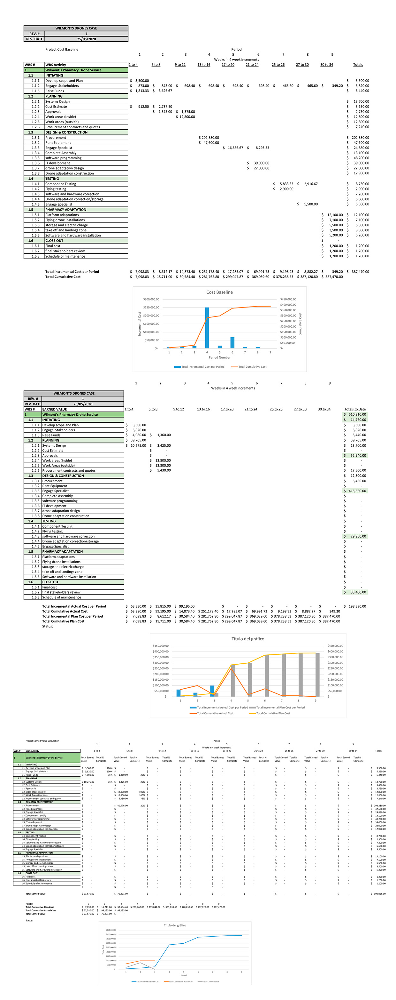 WILMONTS DRONES CASE
REV. # 1
REV. DATE 25/05/2020
Project Cost Baseline Period
1 2 3 4 5 6 7 8 9
Weeks in 4 week increments
WBS # WBS Activity 1 to 4 5 to 8 9 to 12 13 to 16 17 to 20 21 to 24 25 to 26 27 to 30 30 to 34 Totals
1 Wilmont's Pharmacy Drone Service
1.1 INITIATING
1.1.1 Develop scope and Plan $ 3,500.00 $ 3,500.00
1.1.2 Engage Stakeholders $ 873.00 $ 873.00 $ 698.40 $ 698.40 $ 698.40 $ 698.40 $ 465.60 $ 465.60 $ 349.20 $ 5,820.00
1.1.3 Raise Funds $ 1,813.33 $ 3,626.67 $ 5,440.00
1.2 PLANNING
1.2.1 Systems Design $ 13,700.00
1.2.2 Cost Estimate $ 912.50 $ 2,737.50 $ 3,650.00
1.2.3 Approvals $ 1,375.00 $ 1,375.00 $ 2,750.00
1.2.4 Work areas (inside) $ 12,800.00 $ 12,800.00
1.2.5 Work Areas (outside) $ 12,800.00
1.2.6 Procurement contracts and quotes $ 7,240.00
1.3 DESIGN & CONSTRUCTION
1.3.1 Procurement $ 202,880.00 $ 202,880.00
1.3.2 Rent Equipment $ 47,600.00 $ 47,600.00
1.3.3 Engage Specialist $ 16,586.67 $ 8,293.33 $ 24,880.00
1.3.4 Complete Assembly $ 13,100.00
1.3.5 software programming $ 48,200.00
1.3.6 IT development $ 39,000.00 $ 39,000.00
1.3.7 drone adaptation design $ 22,000.00 $ 22,000.00
1.3.8 Drone adaptation construction $ 17,900.00
1.4 TESTING
1.4.1 Component Testing $ 5,833.33 $ 2,916.67 $ 8,750.00
1.4.2 Flying testing $ 2,900.00 $ 2,900.00
1.4.3 software and hardware correction $ 7,200.00
1.4.4 Drone adaptation correction/storage $ 5,600.00
1.4.5 Engage Specialist $ 5,500.00 $ 5,500.00
1.5 PHARMACY ADAPTATION
1.5.1 Platform adaptations $ 12,100.00 $ 12,100.00
1.5.2 Flying drone installations $ 7,100.00 $ 7,100.00
1.5.3 storage and electric charge $ 5,500.00 $ 5,500.00
1.5.4 take off and landings zone $ 3,500.00 $ 3,500.00
1.5.5 Software and hardware installation $ 5,200.00 $ 5,200.00
1.6 CLOSE OUT $ -
1.6.1 Final cost $ 1,200.00 $ 1,200.00
1.6.2 final stakeholders review $ 1,200.00 $ 1,200.00
1.6.3 Schedule of maintenance $ 1,200.00 $ 1,200.00
Total Incremental Cost per Period $ 7,098.83 $ 8,612.17 $ 14,873.40 $ 251,178.40 $ 17,285.07 $ 69,991.73 $ 9,198.93 $ 8,882.27 $ 349.20 $ 387,470.00
Total Cumulative Cost $ 7,098.83 $ 15,711.00 $ 30,584.40 $ 281,762.80 $ 299,047.87 $ 369,039.60 $ 378,238.53 $ 387,120.80 $ 387,470.00
Cost Baseline
$300,000.00 $450,000.00
$400,000.00
$250,000.00 $350,000.00
$200,000.00 $300,000.00
$250,000.00
$150,000.00 $200,000.00
$100,000.00 $150,000.00
$100,000.00
$50,000.00 $50,000.00
$- $-
Incremental Cost
cumulative Cost
1 2 3 4 5 6 7 8 9
Period Number
Total Incremental Cost per Period Total Cumulative Cost
1 2 3 4 5 6 7 8 9
Weeks in 4 week increments
WILMONTS DRONES CASE
REV. # 1
REV. DATE 25/05/2020
WBS # EARNED VALUE 1 to 4 5 to 8 9 to 12 13 to 16 17 to 20 21 to 24 25 to 26 27 to 30 30 to 34 Totals to Date
1 Wilmont's Pharmacy Drone Service $ 510,810.00
1.1 INITIATING $ 14,760.00
1.1.1 Develop scope and Plan $ 3,500.00 $ 3,500.00
1.1.2 Engage Stakeholders $ 5,820.00 $ 5,820.00
1.1.3 Raise Funds $ 4,080.00 $ 1,360.00 $ 5,440.00
1.2 PLANNING $ 39,705.00 $ 39,705.00
1.2.1 Systems Design $ 10,275.00 $ 3,425.00 $ 13,700.00
1.2.2 Cost Estimate $ - $ -
1.2.3 Approvals $ - $ 52,940.00
1.2.4 Work areas (inside) $ 12,800.00 $ -
1.2.5 Work Areas (outside) $ 12,800.00 $ -
1.2.6 Procurement contracts and quotes $ 5,430.00 $ 12,800.00
1.3 DESIGN & CONSTRUCTION $ 12,800.00
1.3.1 Procurement $ 5,430.00
1.3.2 Rent Equipment $ -
1.3.3 Engage Specialist $ 415,560.00
1.3.4 Complete Assembly $ -
1.3.5 software programming $ -
1.3.6 IT development $ -
1.3.7 drone adaptation design $ -
1.3.8 Drone adaptation construction $ -
1.4 TESTING $ -
1.4.1 Component Testing $ -
1.4.2 Flying testing $ -
1.4.3 software and hardware correction $ 29,950.00
1.4.4 Drone adaptation correction/storage $ -
1.4.5 Engage Specialist $ -
1.5 PHARMACY ADAPTATION $ -
1.5.1 Platform adaptations $ -
1.5.2 Flying drone installations $ -
1.5.3 storage and electric charge $ -
1.5.4 take off and landings zone $ -
1.5.5 Software and hardware installation $ -
1.6 CLOSE OUT $ -
1.6.1 Final cost $ -
1.6.2 final stakeholders review $ 33,400.00
1.6.3 Schedule of maintenance
Total Incremental Actual Cost per Period $ 63,380.00 $ 35,815.00 $ 99,195.00 $ - $ - $ - $ - $ - $ 198,390.00
Total Cumulative Actual Cost $ 63,380.00 $ 99,195.00 $ 14,873.40 $ 251,178.40 $ 17,285.07 $ 69,991.73 $ 9,198.93 $ 8,882.27 $ 349.20
Total Incremental Plan Cost per Period $ 7,098.83 $ 8,612.17 $ 30,584.40 $ 281,762.80 $ 299,047.87 $ 369,039.60 $ 378,238.53 $ 387,120.80 $ 387,470.00
Total Cumulative Plan Cost $ 7,098.83 $ 15,711.00 $ 30,584.40 $ 281,762.80 $ 299,047.87 $ 369,039.60 $ 378,238.53 $ 387,120.80 $ 387,470.00
Status:
Título del gráfico
$450,000.00 $450,000.00
$400,000.00 $400,000.00
$350,000.00 $350,000.00
$300,000.00 $300,000.00
$250,000.00 $250,000.00
$200,000.00 $200,000.00
$150,000.00 $150,000.00
$100,000.00 $100,000.00
$50,000.00 $50,000.00
$- $-
1 2 3 4 5 6 7 8 9
Total Incremental Actual Cost per Period Total Incremental Plan Cost per Period
Total Cumulative Actual Cost Total Cumulative Plan Cost
Project Earned Value Calculation Period
1 2 3 4 5 6 7 8 9
Weeks in 4 week increments
WBS # WBS Activity 1 to 4 5 to 8 9 to 12 13 to 16 17 to 20 21 to 24 25 to 26 27 to 30 30 to 34 Totals
1 Wilmont's Pharmacy Drone Service Total Earned Value Total % Complete Total Earned Value Total % Complete Total Earned Value Total % Complete Total Earned Value Total % Complete Total Earned Value Total % Complete Total Earned Value Total % Complete Total Earned Value Total % Complete Total Earned Value Total % Complete Total Earned Value Total % Complete
1.1 INITIATING
1.1 Develop scope and Plan $ 3,500.00 100% $ - $ - $ - $ - $ - $ - $ - $ - $ 3,500.00
1.1 Engage Stakeholders $ 5,820.00 100% $ - $ - $ - $ - $ - $ - $ - $ - $ 5,820.00
1.1 Raise Funds $ 4,080.00 75% $ 1,360.00 25% $ - $ - $ - $ - $ - $ - $ - $ 5,440.00
1.2 PLANNING
1.2 Systems Design $ 10,275.00 75% $ 3,425.00 25% $ - $ - $ - $ - $ - $ - $ - $ 13,700.00
1.2 Cost Estimate $ - $ - $ - $ - $ - $ - $ - $ - $ - $ 3,650.00
1.2 Approvals $ - $ - $ - $ - $ - $ - $ - $ - $ - $ 2,750.00
1.2 Work areas (inside) $ - $ 12,800.00 100% $ - $ - $ - $ - $ - $ - $ - $ 12,800.00
1.2 Work Areas (outside) $ - $ 12,800.00 100% $ - $ - $ - $ - $ - $ - $ - $ 12,800.00
1.2 Procurement contracts and quotes $ - $ 5,430.00 75% $ - $ - $ - $ - $ - $ - $ - $ 7,240.00
1.3 DESIGN & CONSTRUCTION
1.3 Procurement $ - $ 40,576.00 20% $ - $ - $ - $ - $ - $ - $ - $ 202,880.00
1.3 Rent Equipment $ - $ - $ - $ - $ - $ - $ - $ - $ - $ 47,600.00
1.3 Engage Specialist $ - $ - $ - $ - $ - $ - $ - $ - $ - $ 24,880.00
1.3 Complete Assembly $ - $ - $ - $ - $ - $ - $ - $ - $ - $ 13,100.00
1.3 software programming $ - $ - $ - $ - $ - $ - $ - $ - $ - $ 48,200.00
1.3 IT development $ - $ - $ - $ - $ - $ - $ - $ - $ - $ 39,000.00
1.3 drone adaptation design $ - $ - $ - $ - $ - $ - $ - $ - $ - $ 22,000.00
1.3 Drone adaptation construction $ - $ - $ - $ - $ - $ - $ - $ - $ - $ 17,900.00
1.4 TESTING
1.4 Component Testing $ - $ - $ - $ - $ - $ - $ - $ - $ - $ 8,750.00
1.4 Flying testing $ - $ - $ - $ - $ - $ - $ - $ - $ - $ 2,900.00
1.4 software and hardware correction $ - $ - $ - $ - $ - $ - $ - $ - $ - $ 7,200.00
1.4 Drone adaptation correction/storage $ - $ - $ - $ - $ - $ - $ - $ - $ - $ 5,600.00
1.4 Engage Specialist $ - $ - $ - $ - $ - $ - $ - $ - $ - $ 5,500.00
1.5 PHARMACY ADAPTATION
1.5 Platform adaptations $ - $ - $ - $ - $ - $ - $ - $ - $ - $ 12,100.00
1.5 Flying drone installations $ - $ - $ - $ - $ - $ - $ - $ - $ - $ 7,100.00
1.5 storage and electric charge $ - $ - $ - $ - $ - $ - $ - $ - $ - $ 5,500.00
1.5 take off and landings zone $ - $ - $ - $ - $ - $ - $ - $ - $ - $ 3,500.00
1.5 Software and hardware installation $ - $ - $ - $ - $ - $ - $ - $ - $ - $ 5,200.00
1.6 CLOSE OUT
1.6 Final cost $ - $ - $ - $ - $ - $ - $ - $ - $ - $ 1,200.00
1.6 final stakeholders review $ - $ - $ - $ - $ - $ - $ - $ - $ - $ 1,200.00
1.6 Schedule of maintenance $ - $ - $ - $ - $ - $ - $ - $ - $ - $ 1,200.00
$ - $ - $ - $ - $ -
Total Earned Value $ 23,675.00 $ 76,391.00 $ - $ - $ - $ - $ - $ - $ - $ 100,066.00
Period 1 2 3 4 5 6 7 8 9
Total Cumulative Plan Cost $ 7,098.83 $ 15,711.00 $ 30,584.40 $ 281,762.80 $ 299,047.87 $ 369,039.60 $ 378,238.53 $ 387,120.80 $ 387,470.00
Total Cumulative Actual Cost $ 63,380.00 $ 99,195.00 $ 99,195.00
Total Earned Value $ 23,675.00 $ 76,391.00 $ -
Status:
Título del gráfico
$450,000.00
$400,000.00
$350,000.00
$300,000.00
$250,000.00
$200,000.00
$150,000.00
$100,000.00
$50,000.00
$-
Total Cost
1 2 3 4 5 6 7 8 9
Period
Total Cumulative Plan Cost Total Cumulative Actual Cost Total Earned Value